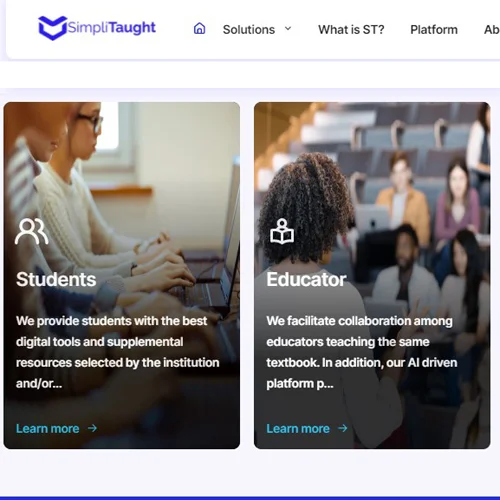 SimpliTaught
Solutions
What is ST?
Platform
Ab
Students
We provide students with the best
digital tools and supplemental
resources selected by the institution
and/or...
Learn more →
Educator
We facilitate collaboration among
educators teaching the same
textbook. In addition, our AI driven
platform p...
Learn more →